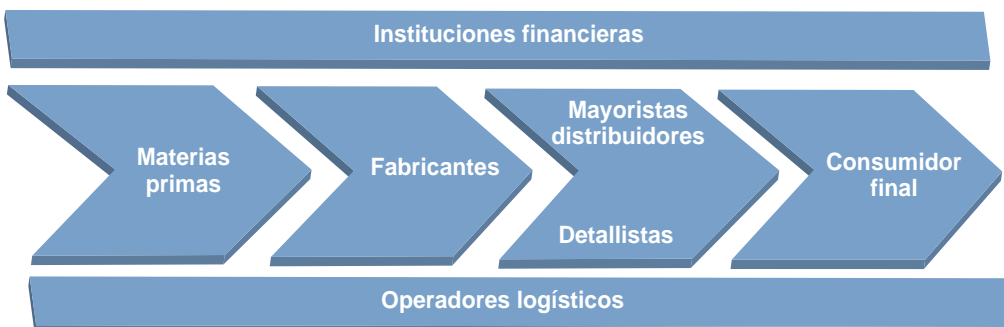 Instituciones financieras
Materias
primas
Fabricantes
Mayoristas
distribuidores
Detallistas
Consumidor
final
Operadores logísticos